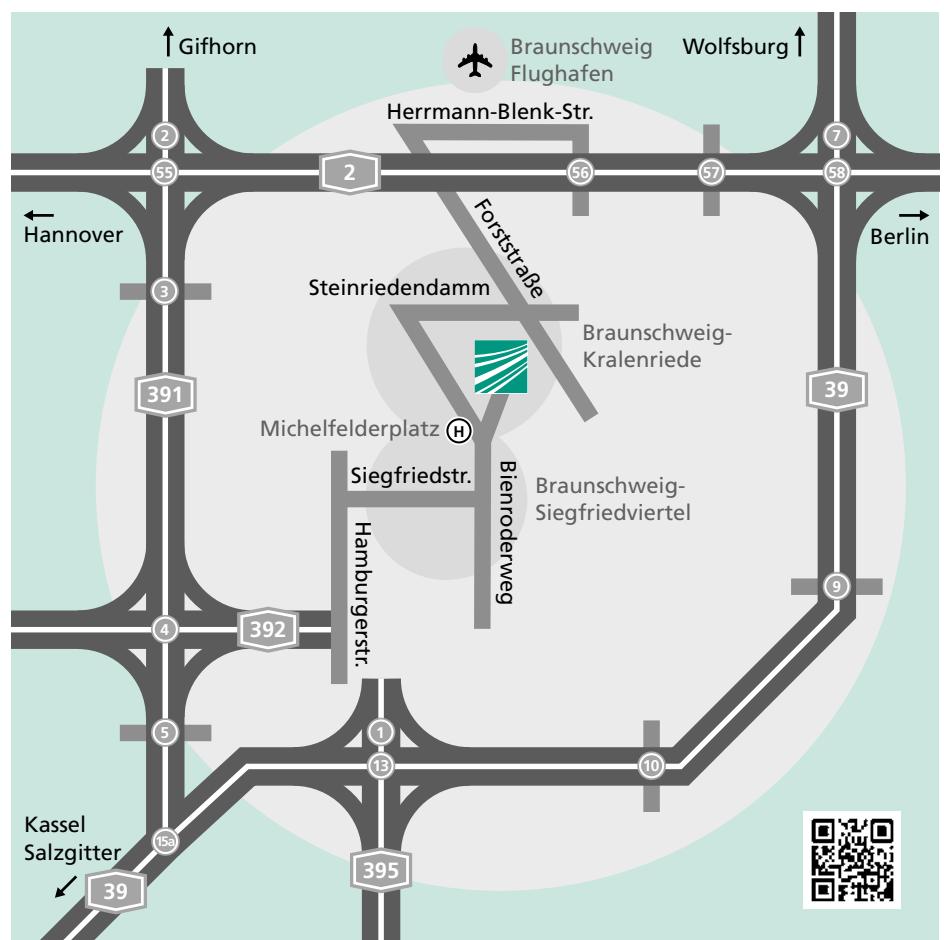 Gifhorn
Braunschweig
Flughafen
Wolfsburg
Herrmann-Blenk-Str.
2
7
55
2
56
57
58
Hannover
Forststraße
Berlin
Steinriedendamm
3
Braunschweig-
Kralenriede
391
39
Michelfelderplatz
H
Siegfriedstr.
Bienroderweg
Braunschweig-
Siegfriedviertel
Hamburgerstr.
9
4
392
5
1
13
10
Kassel
Salzgitter
15a
39
395